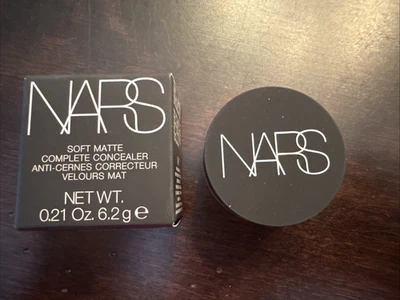 NARS
SOFT MATTE
COMPLETE CONCEALER
ANTI-CERNES CORRECTEUR
VELOURS MAT
NET WT.
0.21 Oz. 6.2 g e
NARS